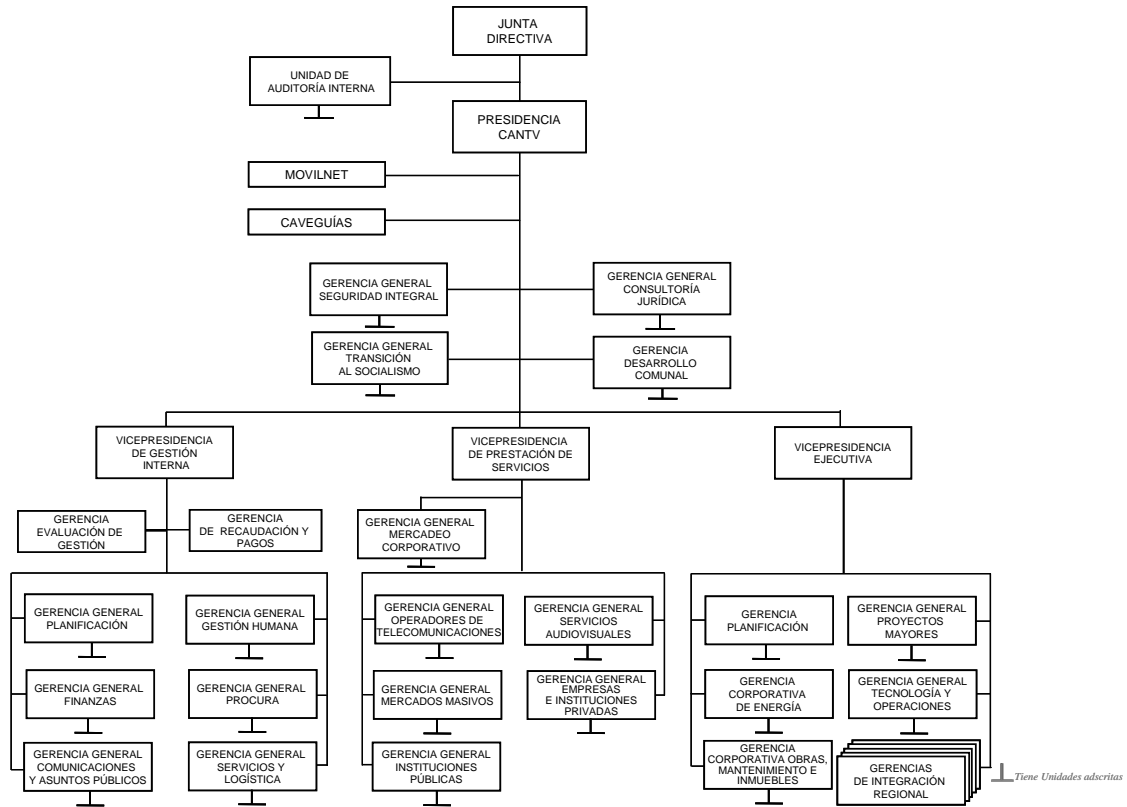 JUNTA
DIRECTIVA
UNIDAD DE
AUDITORÍA INTERNA
PRESIDENCIA
CANTV
MOVILNET
CAVEGUÍAS
GERENCIA GENERAL
SEGURIDAD INTEGRAL
GERENCIA GENERAL
CONSULTORÍA
JURÍDICA
GERENCIA GENERAL
TRANSICIÓN
AL SOCIALISMO
GERENCIA
DESARROLLO
COMUNAL
VICEPRESIDENCIA
DE GESTIÓN
INTERNA
VICEPRESIDENCIA
DE PRESTACIÓN DE
SERVICIOS
VICEPRESIDENCIA
EJECUTIVA
GERENCIA
EVALUACIÓN DE
GESTIÓN
GERENCIA
DE RECAUDACIÓN Y
PAGOS
GERENCIA GENERAL
MERCADEO
CORPORATIVO
GERENCIA GENERAL
PLANIFICACIÓN
GERENCIA GENERAL
GESTIÓN HUMANA
GERENCIA GENERAL
OPERADORES DE
TELECOMUNICACIONES
GERENCIA GENERAL
SERVICIOS
AUDIOVISUALES
GERENCIA
PLANIFICACIÓN
GERENCIA GENERAL
PROYECTOS
MAYORES
GERENCIA GENERAL
FINANZAS
GERENCIA GENERAL
PROCURA
GERENCIA GENERAL
MERCADOS MASIVOS
GERENCIA GENERAL
EMPRESAS
E INSTITUCIONES
PRIVADAS
GERENCIA
CORPORATIVA
DE ENERGÍA
GERENCIA GENERAL
TECNOLOGÍA Y
OPERACIONES
GERENCIA GENERAL
COMUNICACIONES
Y ASUNTOS PÚBLICOS
GERENCIA GENERAL
SERVICIOS Y
LOGÍSTICA
GERENCIA GENERAL
INSTITUCIONES
PÚBLICAS
GERENCIA
CORPORATIVA OBRAS,
MANTENIMIENTO E
INMUEBLES
GERENCIAS
DE INTEGRACIÓN
REGIONAL
Tiene Unidades adscritas